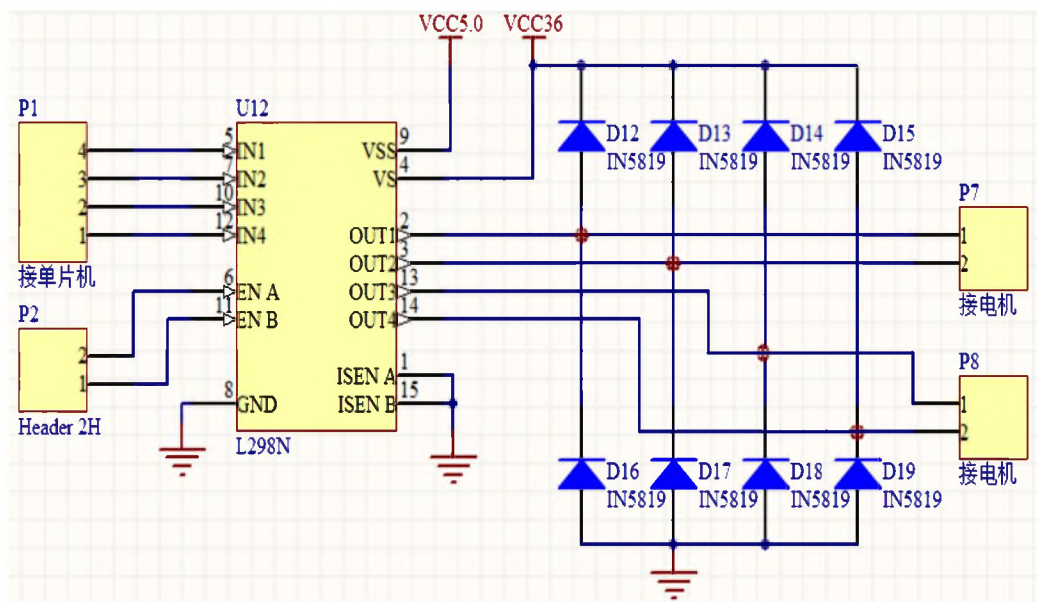 VCC5.0
VCC36
P1
4
3
2
1
接单片机
P2
2
1
Header 2H
U12
5
IN1
7
IN2
10
IN3
12
IN4
6
EN A
11
EN B
8
GND
L298N
9
VSS
4
VS
2
OUT1
3
OUT2
13
OUT3
14
OUT4
1
ISEN A
15
ISEN B
D12
IN5819
D13
IN5819
D14
IN5819
D15
IN5819
P7
1
2
接电机
P8
1
2
接电机
D16
IN5819
D17
IN5819
D18
IN5819
D19
IN5819